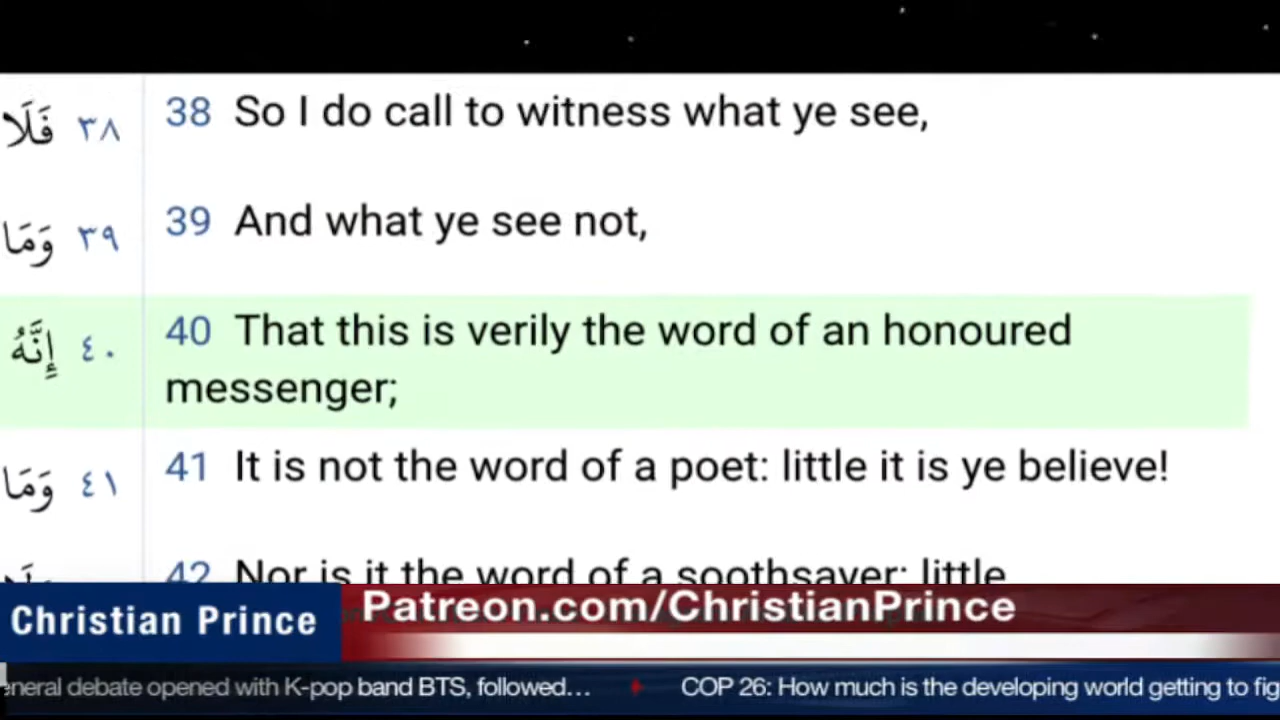 38 So I do call to witness what ye see,
فَلَا ٣٨
39 And what ye see not,
وَمَا ٣٩
40 That this is verily the word of an honoured
messenger;
إِنَّهُ ٤٠
41 It is not the word of a poet: little it is ye believe!
وَمَا ٤١
42 Nor is it the word of a soothsayer: little
Christian Prince
Patreon.com/ChristianPrince
eneral debate opened with K-pop band BTS, followed... COP 26: How much is the developing world getting to fig